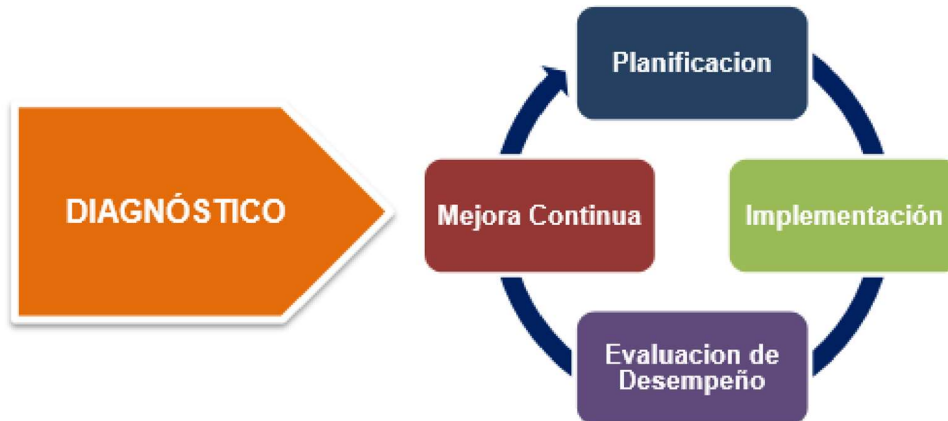 Planificacion
DIAGNÓSTICO
Mejora Continua
Implementación
Evaluacion de
Desempeño